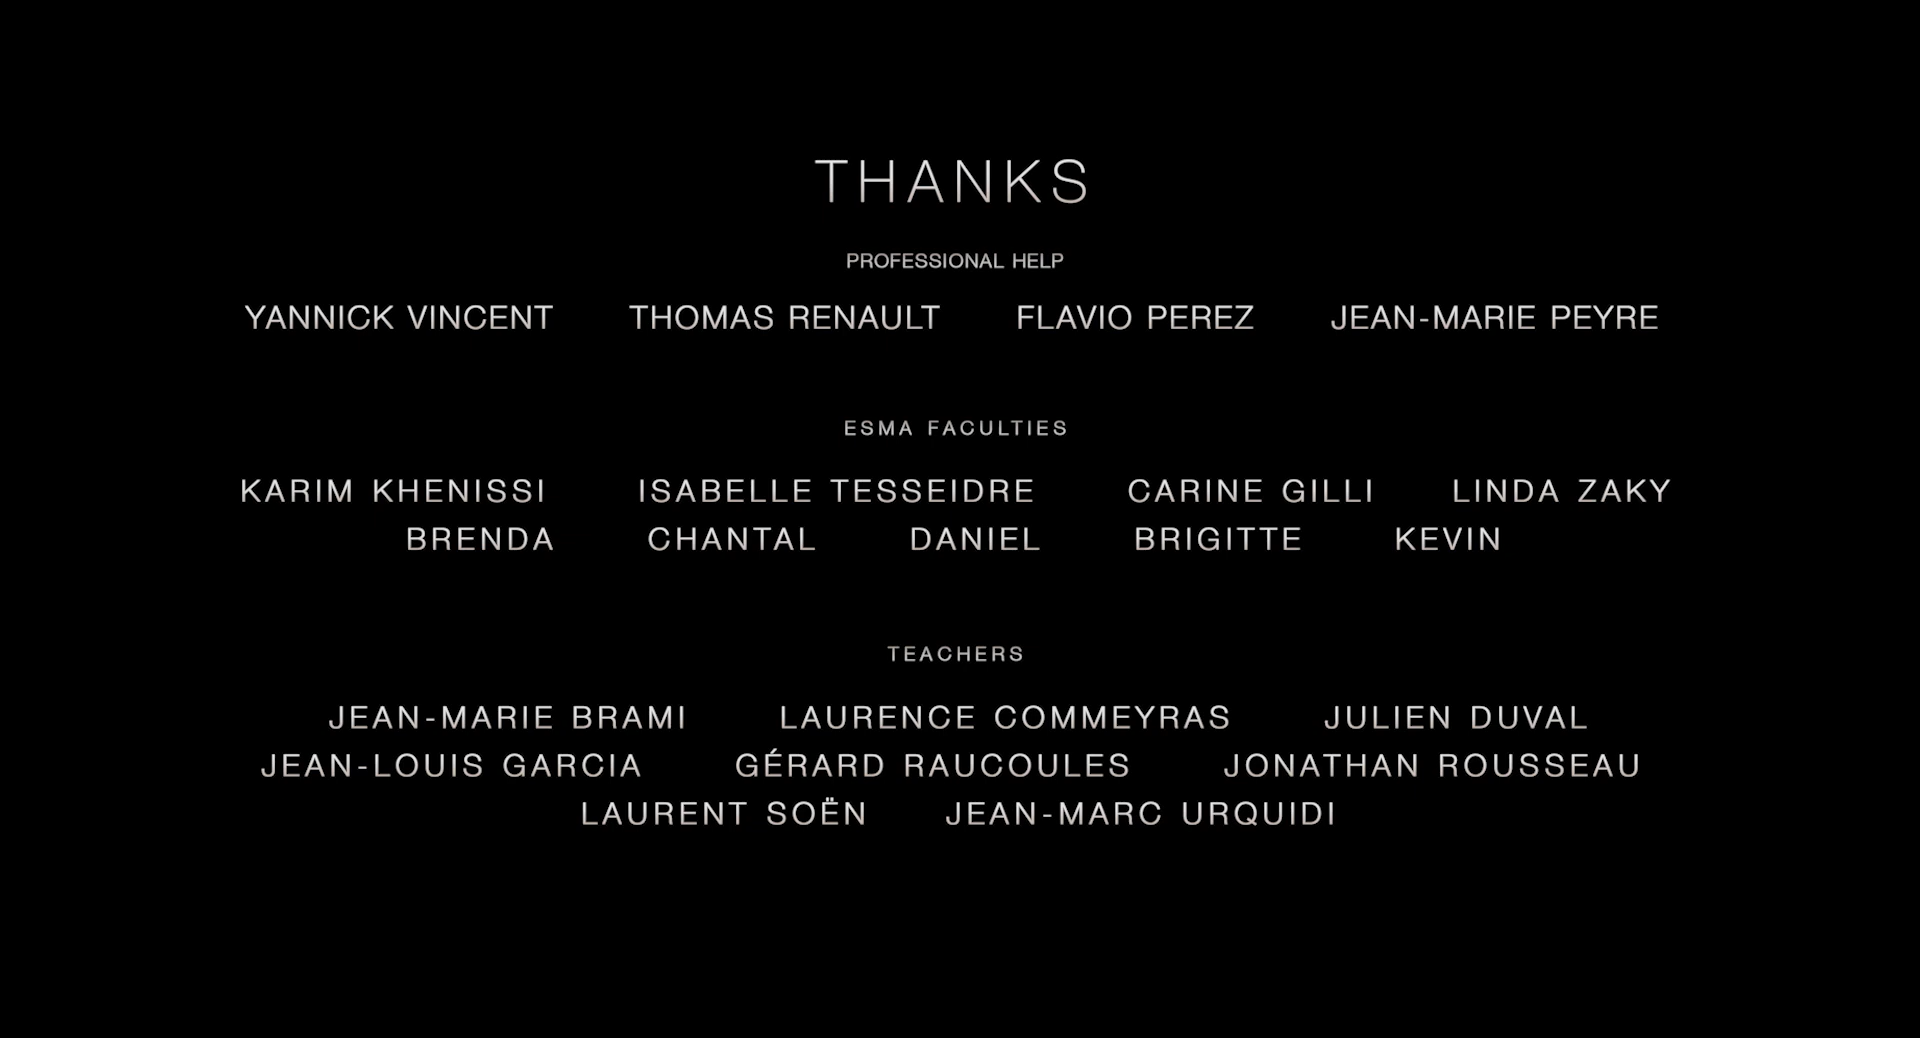 THANKS
PROFESSIONAL HELP
YANNICK VINCENT THOMAS RENAULT FLAVIO PEREZ JEAN-MARIE PEYRE
ESMA FACULTIES
KARIM KHENISSI ISABELLE TESSEIDRE CARINE GILLI LINDA ZAKY
BRENDA CHANTAL DANIEL BRIGITTE KEVIN
TEACHERS
JEAN-MARIE BRAMI LAURENCE COMMEYRAS JULIEN DUVAL
JEAN-LOUIS GARCIA GÉRARD RAUCOULES JONATHAN ROUSSEAU
LAURENT SOËN JEAN-MARC URQUIDI